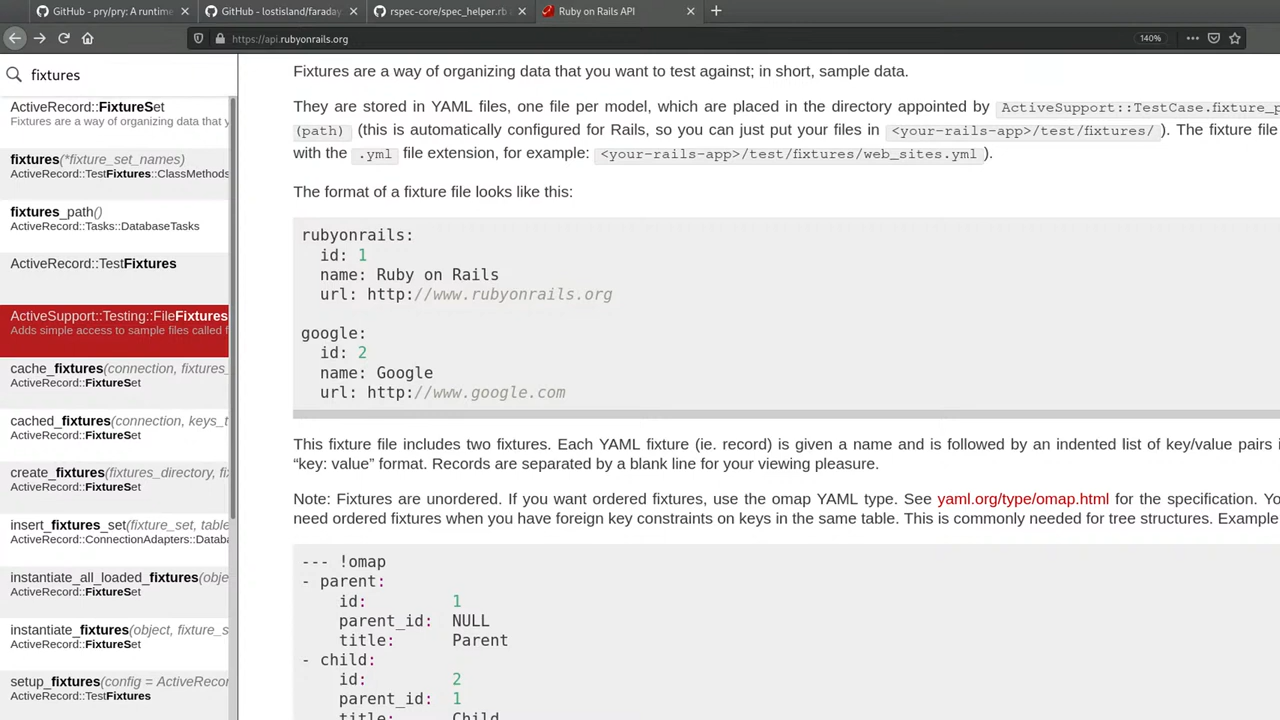 GitHub - pry/pry: A runtime
GitHub - lostisland/faraday
rspec-core/spec_helper.rb
Ruby on Rails API
https://api.rubyonrails.org
140%
fixtures
ActiveRecord::FixtureSet
Fixtures are a way of organizing data that y
fixtures(*fixture_set_names)
ActiveRecord::TestFixtures::ClassMethods
fixtures_path()
ActiveRecord::Tasks::DatabaseTasks
ActiveRecord::TestFixtures
ActiveSupport::Testing::FileFixtures
Adds simple access to sample files called f
cache_fixtures(connection, fixtures_
ActiveRecord::FixtureSet
cached_fixtures(connection, keys_t
ActiveRecord::FixtureSet
create_fixtures(fixtures_directory, fi
ActiveRecord::FixtureSet
insert_fixtures_set(fixture_set, table
ActiveRecord::ConnectionAdapters::Databa
instantiate_all_loaded_fixtures(obje
ActiveRecord::FixtureSet
instantiate_fixtures(object, fixture_s
ActiveRecord::FixtureSet
setup_fixtures(config = ActiveRecor
ActiveRecord::TestFixtures
Fixtures are a way of organizing data that you want to test against; in short, sample data.
They are stored in YAML files, one file per model, which are placed in the directory appointed by ActiveSupport::TestCase.fixture_p
(path) (this is automatically configured for Rails, so you can just put your files in <your-rails-app>/test/fixtures/ ). The fixture file
with the .yml file extension, for example: <your-rails-app>/test/fixtures/web_sites.yml ).
The format of a fixture file looks like this:
rubyonrails:
id: 1
name: Ruby on Rails
url: http://www.rubyonrails.org
google:
id: 2
name: Google
url: http://www.google.com
This fixture file includes two fixtures. Each YAML fixture (ie. record) is given a name and is followed by an indented list of key/value pairs i
“key: value” format. Records are separated by a blank line for your viewing pleasure.
Note: Fixtures are unordered. If you want ordered fixtures, use the omap YAML type. See yaml.org/type/omap.html for the specification. Yo
need ordered fixtures when you have foreign key constraints on keys in the same table. This is commonly needed for tree structures. Example
--- !omap
- parent:
id: 1
parent_id: NULL
title: Parent
- child:
id: 2
parent_id: 1
title: Child